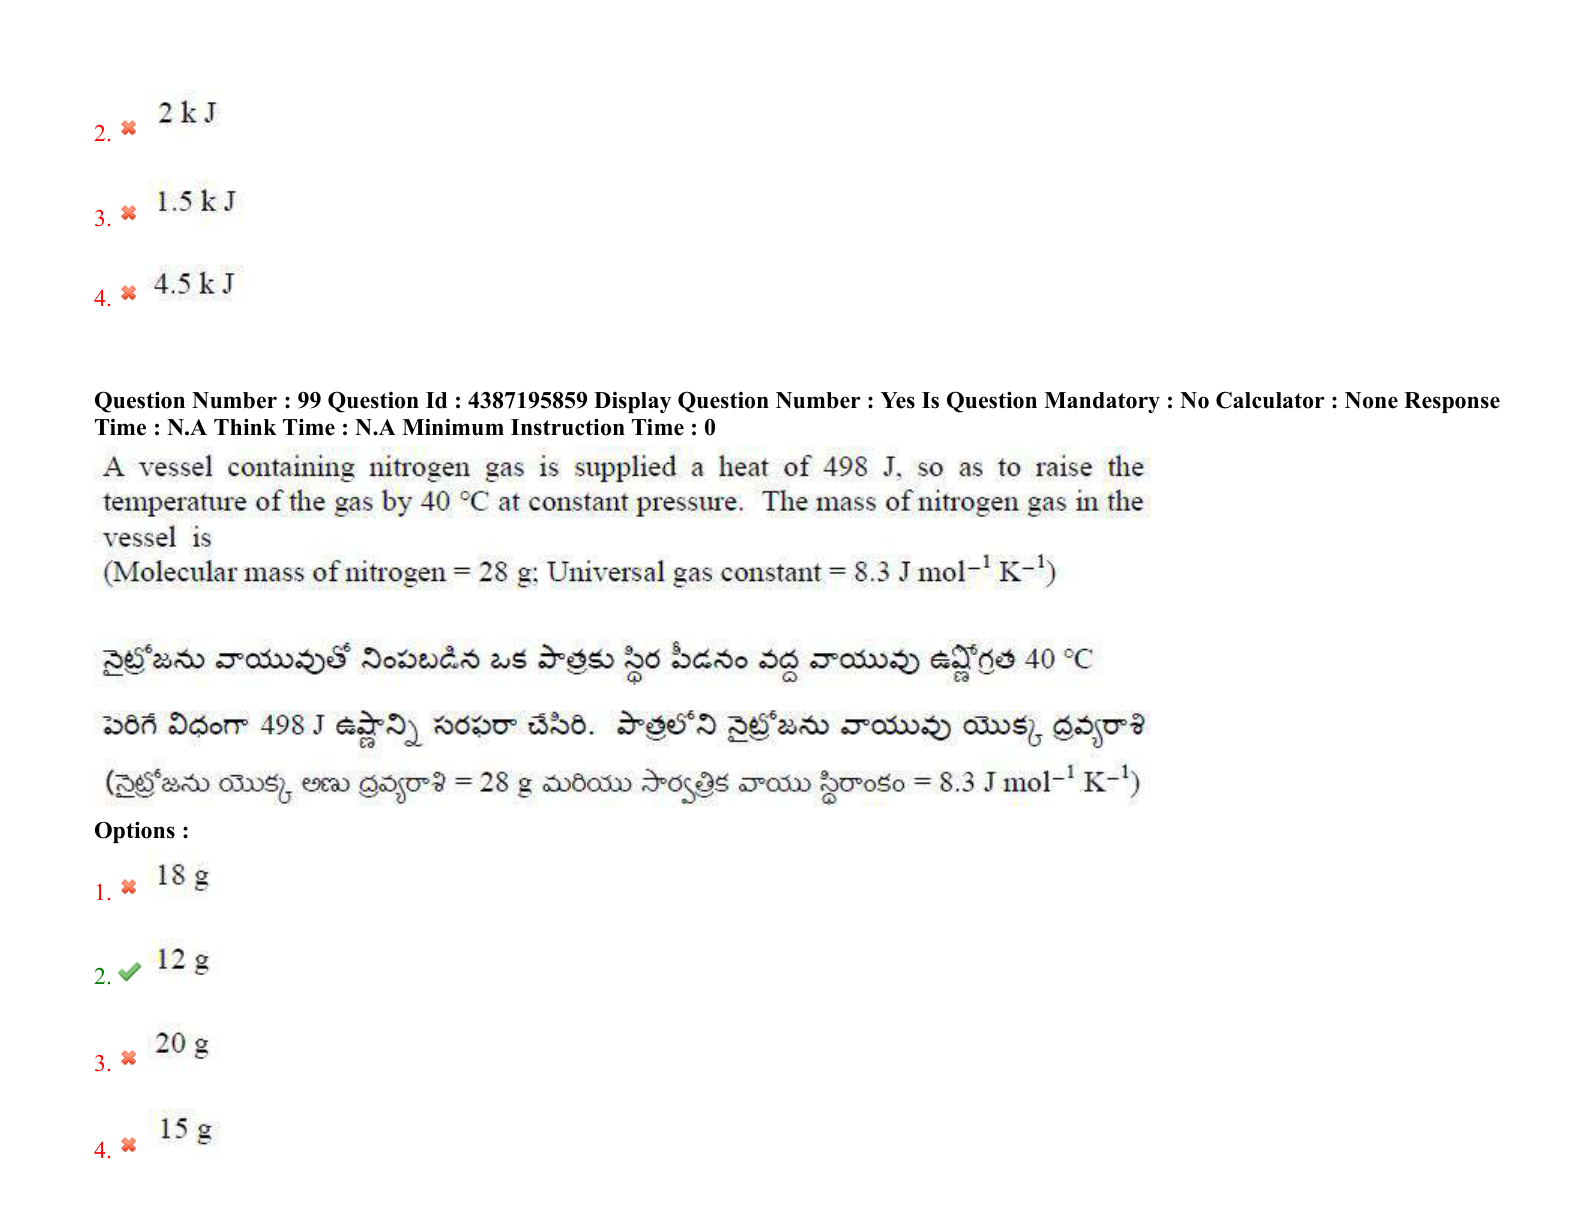 2. 2 k J
3. 1.5 k J
4. 4.5 k J
Question Number : 99 Question Id : 4387195859 Display Question Number : Yes Is Question Mandatory : No Calculator : None Response
Time : N.A Think Time : N.A Minimum Instruction Time : 0
A vessel containing nitrogen gas is supplied a heat of 498 J, so as to raise the
temperature of the gas by 40 °C at constant pressure. The mass of nitrogen gas in the
vessel is
(Molecular mass of nitrogen = 28 g; Universal gas constant = 8.3 J mol⁻¹ K⁻¹)
నైట్రోజను వాయువుతో నింపబడిన ఒక పాత్రకు స్థిర పీడనం వద్ద వాయువు ఉష్ణోగ్రత 40 °C
పెరిగే విధంగా 498 J ఉష్ణాన్ని సరఫరా చేసిరి. పాత్రలోని నైట్రోజను వాయువు యొక్క ద్రవ్యరాశి
(నైట్రోజను యొక్క అణు ద్రవ్యరాశి = 28 g మరియు సార్వత్రిక వాయు స్థిరాంకం = 8.3 J mol⁻¹ K⁻¹)
Options :
1. 18 g
2. 12 g
3. 20 g
4. 15 g